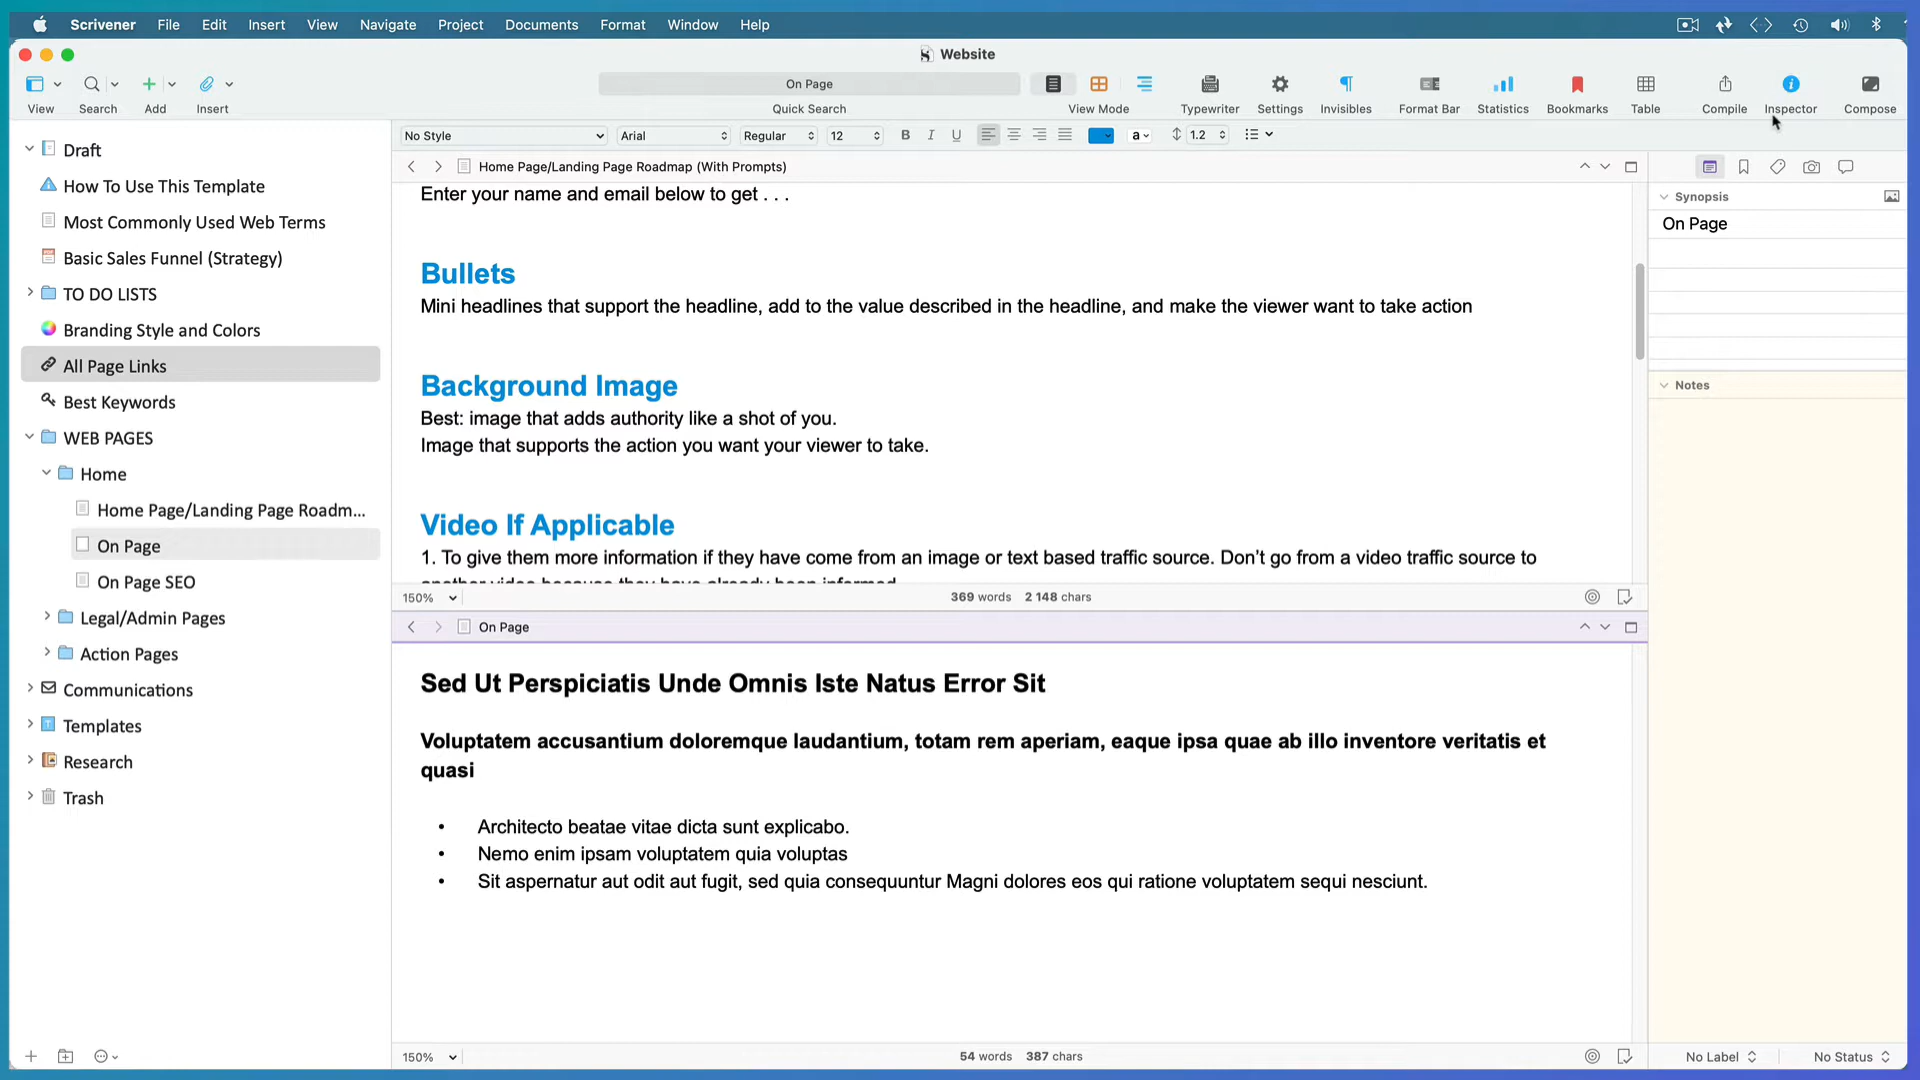 Scrivener File Edit Insert View Navigate Project Documents Format Window Help
Website
On Page
View Search Add Insert Quick Search View Mode Typewriter Settings Invisibles Format Bar Statistics Bookmarks Table Compile Inspector Compose
No Style Arial Regular 12 B I U a 1.2
Draft
How To Use This Template
Most Commonly Used Web Terms
Basic Sales Funnel (Strategy)
TO DO LISTS
Branding Style and Colors
All Page Links
Best Keywords
WEB PAGES
Home
Home Page/Landing Page Roadm...
On Page
On Page SEO
Legal/Admin Pages
Action Pages
Communications
Templates
Research
Trash
Home Page/Landing Page Roadmap (With Prompts)
Enter your name and email below to get . . .
Bullets
Mini headlines that support the headline, add to the value described in the headline, and make the viewer want to take action
Background Image
Best: image that adds authority like a shot of you.
Image that supports the action you want your viewer to take.
Video If Applicable
1. To give them more information if they have come from an image or text based traffic source. Don't go from a video traffic source to
another video because they have already been informed
150% 369 words 2 148 chars
On Page
Sed Ut Perspiciatis Unde Omnis Iste Natus Error Sit
Voluptatem accusantium doloremque laudantium, totam rem aperiam, eaque ipsa quae ab illo inventore veritatis et
quasi
• Architecto beatae vitae dicta sunt explicabo.
• Nemo enim ipsam voluptatem quia voluptas
• Sit aspernatur aut odit aut fugit, sed quia consequuntur Magni dolores eos qui ratione voluptatem sequi nesciunt.
150% 54 words 387 chars
Synopsis
On Page
Notes
No Label No Status